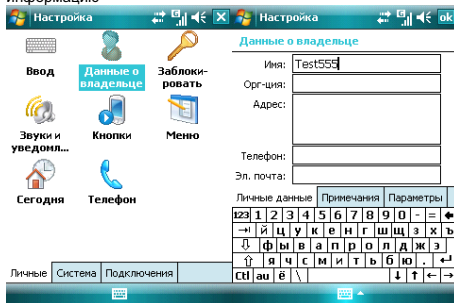 информацию
Настройка
Ввод
Данные о
владельце
Заблоки-
ровать
Звуки и
уведомл...
Кнопки
Меню
Сегодня
Телефон
Личные Система Подключения
Настройка ok
Данные о владельце
Имя: Test555
Орг-ция:
Адрес:
Телефон:
Эл. почта:
Личные данные Примечания Параметры
123 1 2 3 4 5 6 7 8 9 0 - =
й ц у к е н г ш щ з х ъ
ф ы в а п р о л д ж э
я ч с м и т ь б ю .
Ctl au ё \